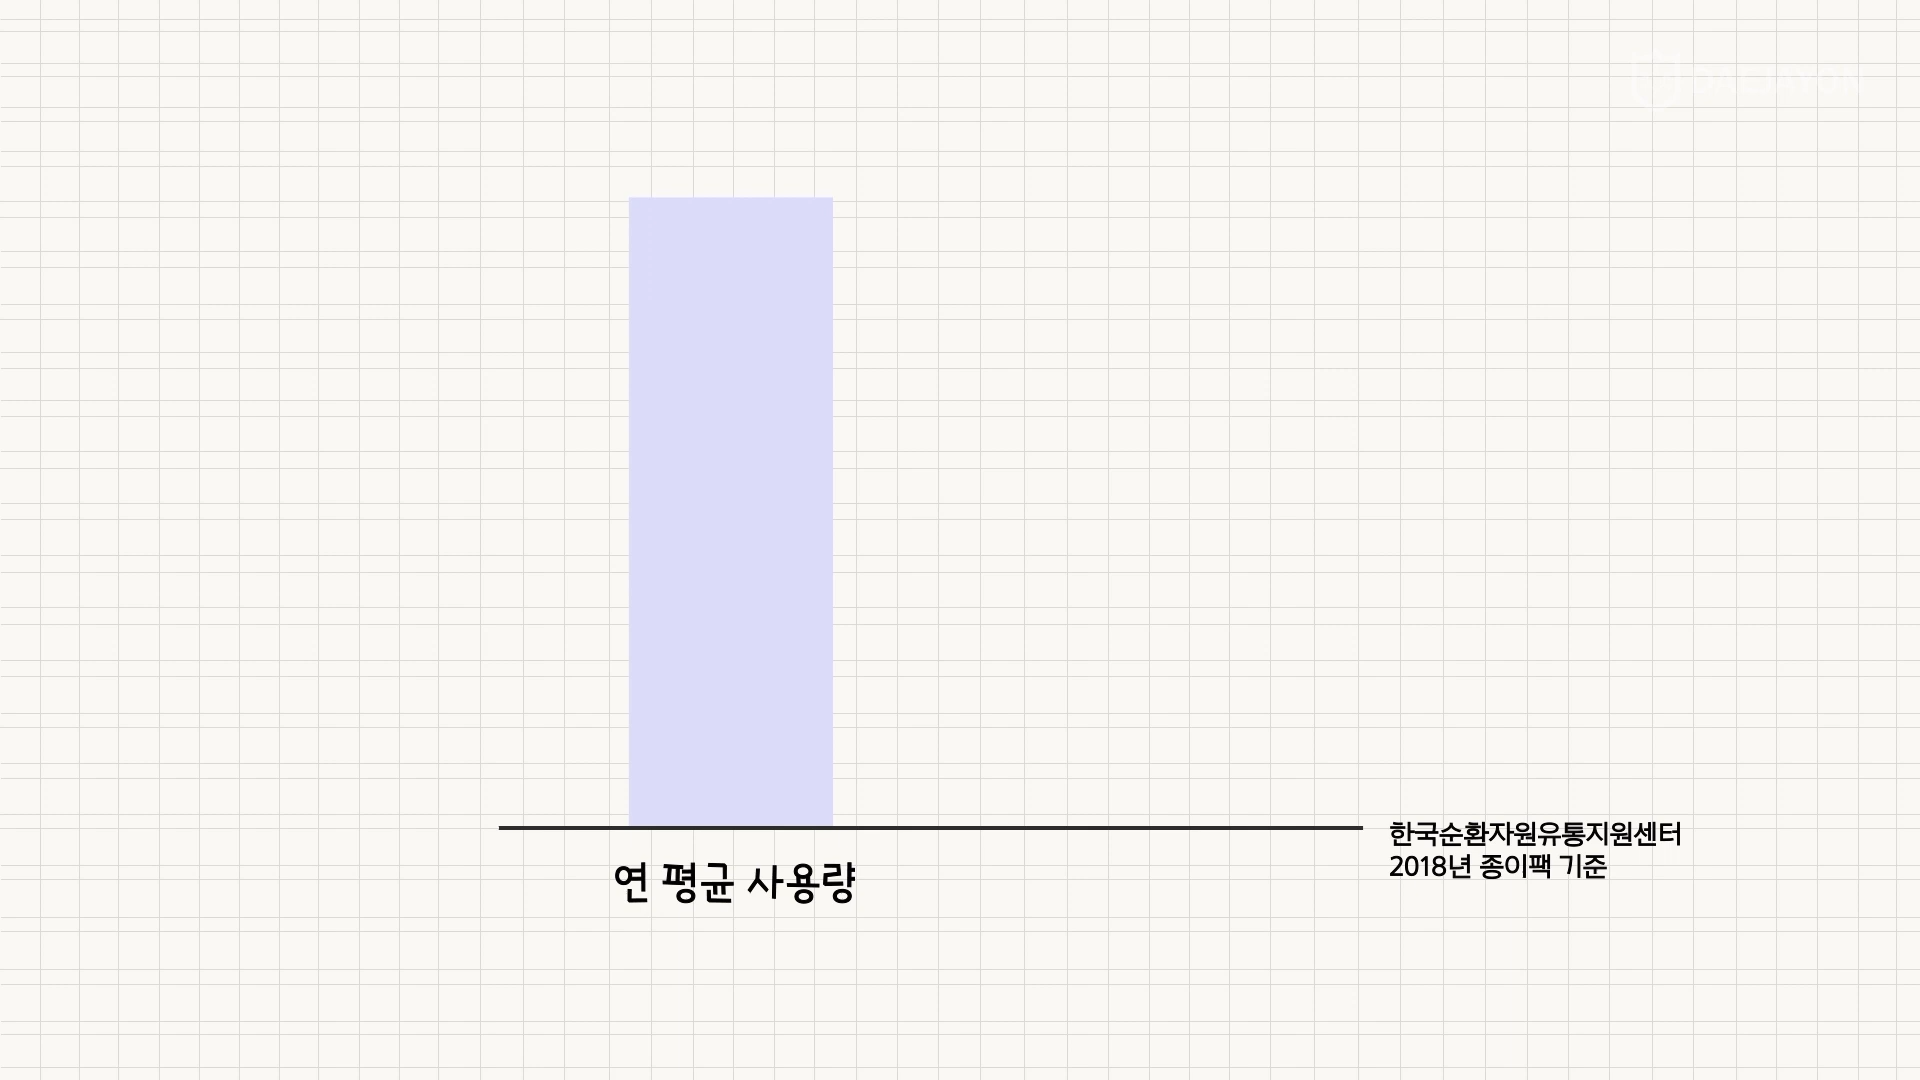 연 평균 사용량
한국순환자원유통지원센터
2018년 종이팩 기준